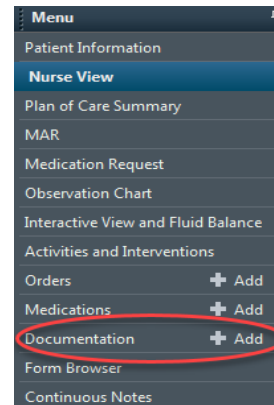 Menu
Patient Information
Nurse View
Plan of Care Summary
MAR
Medication Request
Observation Chart
Interactive View and Fluid Balance
Activities and Interventions
Orders + Add
Medications + Add
Documentation + Add
Form Browser
Continuous Notes